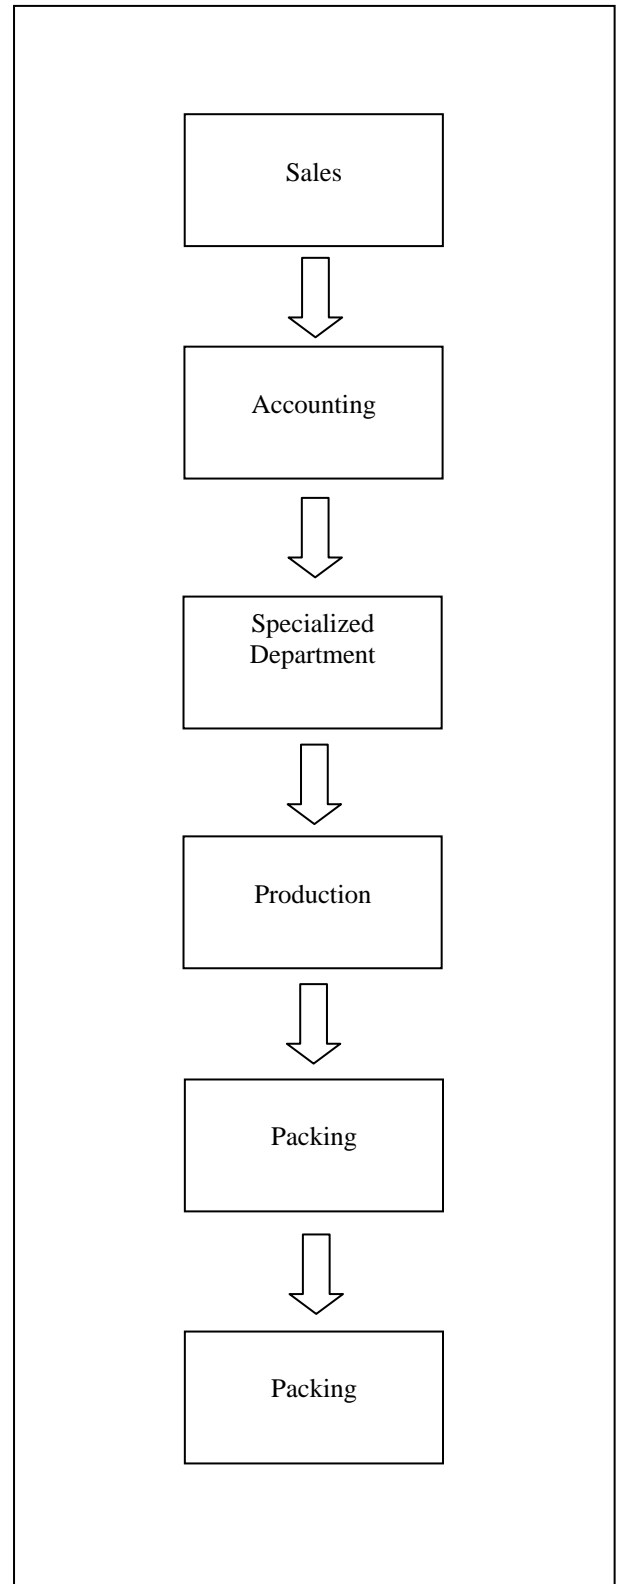 Sales
Accounting
Specialized
Department
Production
Packing
Packing